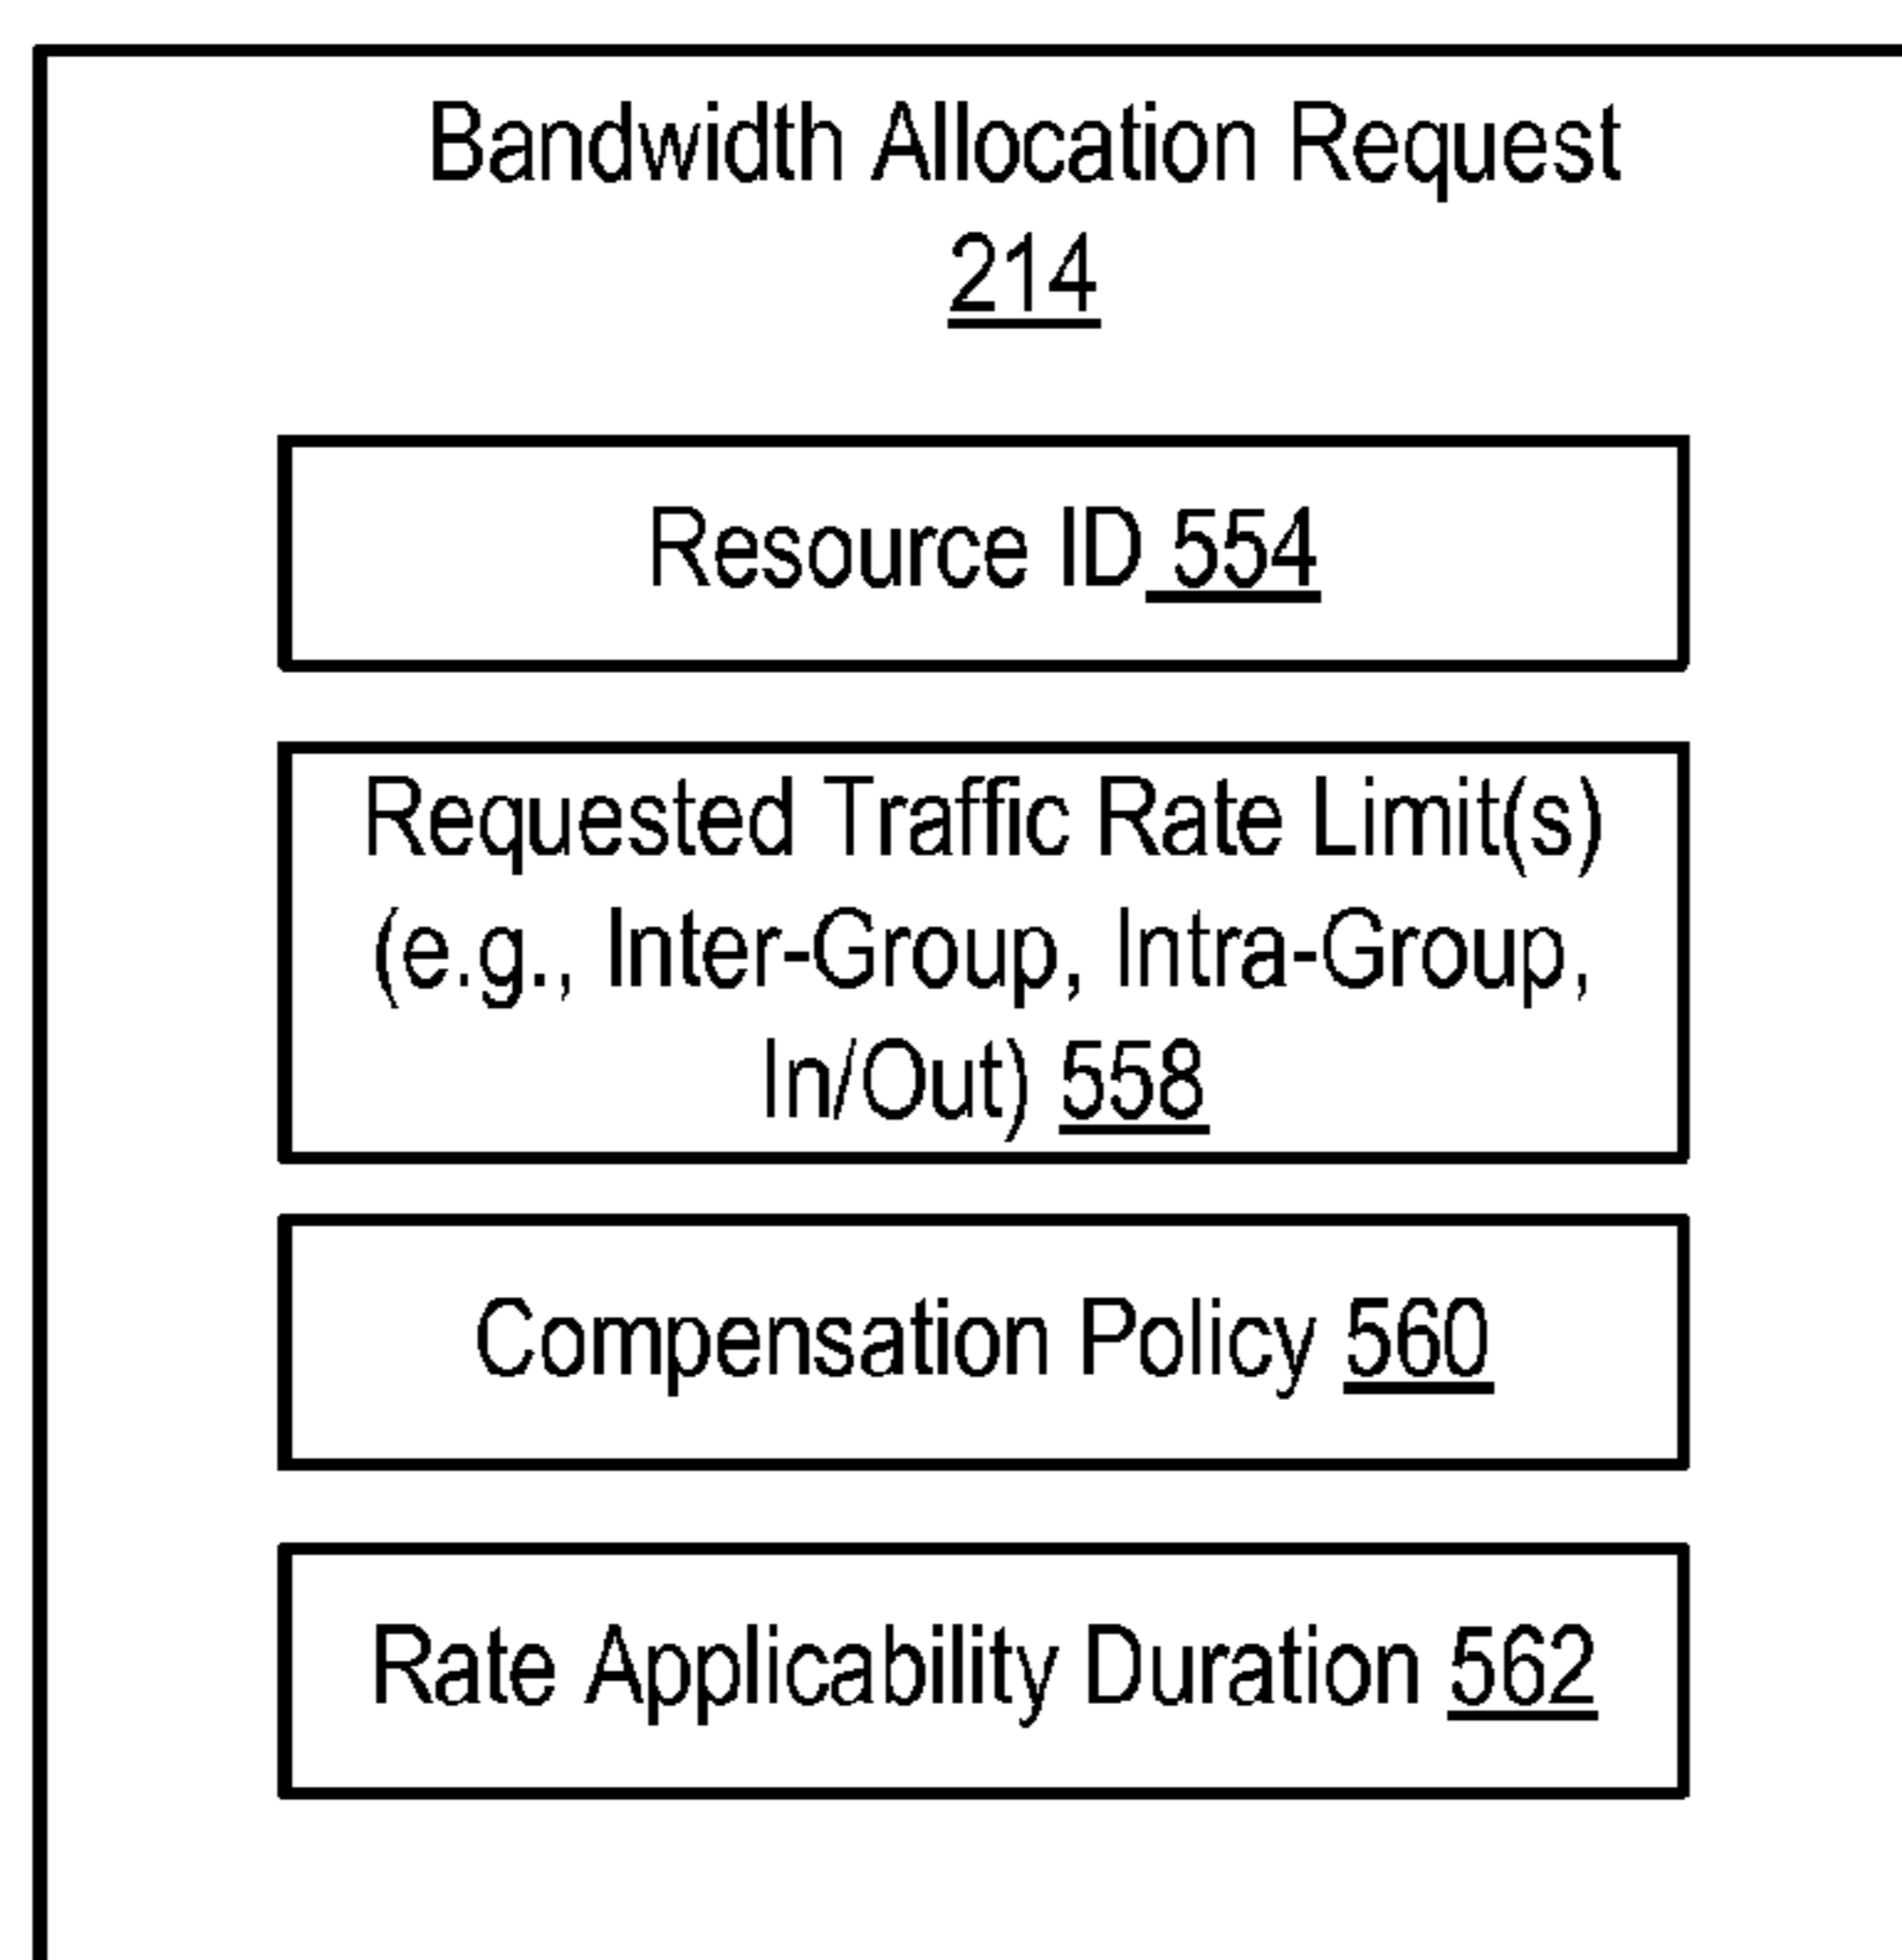 Bandwidth Allocation Request
214
Resource ID 554
Requested Traffic Rate Limit(s)
(e.g., Inter-Group, Intra-Group,
In/Out) 558
Compensation Policy 560
Rate Applicability Duration 562